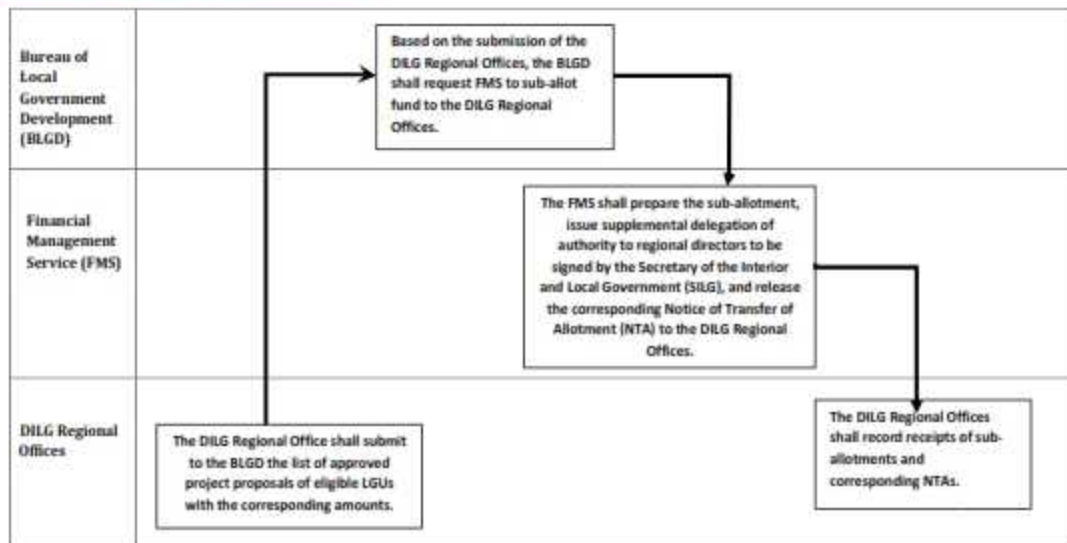 Bureau of
Local
Government
Development
(BLGD)
Based on the submission of the
DILG Regional Offices, the BLGD
shall request FMS to sub-allot
fund to the DILG Regional
Offices.
Financial
Management
Service (FMS)
The FMS shall prepare the sub-allotment,
issue supplemental delegation of
authority to regional directors to be
signed by the Secretary of the Interior
and Local Government (SILG), and release
the corresponding Notice of Transfer of
Allotment (NTA) to the DILG Regional
Offices.
DILG Regional
Offices
The DILG Regional Office shall submit
to the BLGD the list of approved
project proposals of eligible LGUs
with the corresponding amounts.
The DILG Regional Offices
shall record receipts of sub-
allotments and
corresponding NTAs.